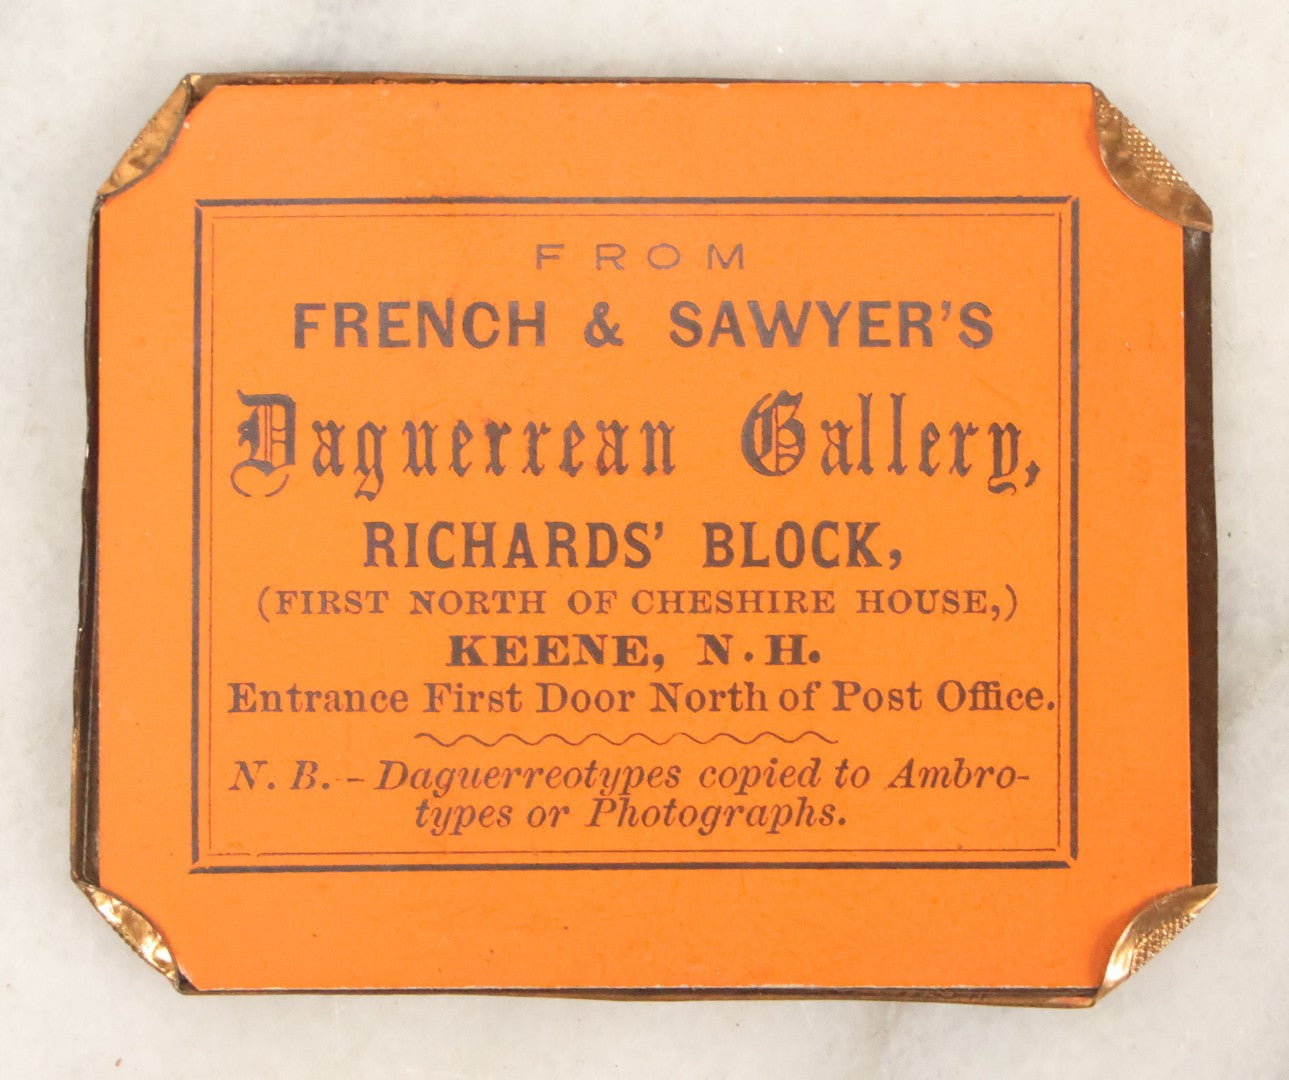 FROM
FRENCH & SAWYER'S
Daguerrean Gallery,
RICHARDS' BLOCK,
(FIRST NORTH OF CHESHIRE HOUSE,)
KEENE, N. H.
Entrance First Door North of Post Office.
N. B. - Daguerreotypes copied to Ambro-
types or Photographs.